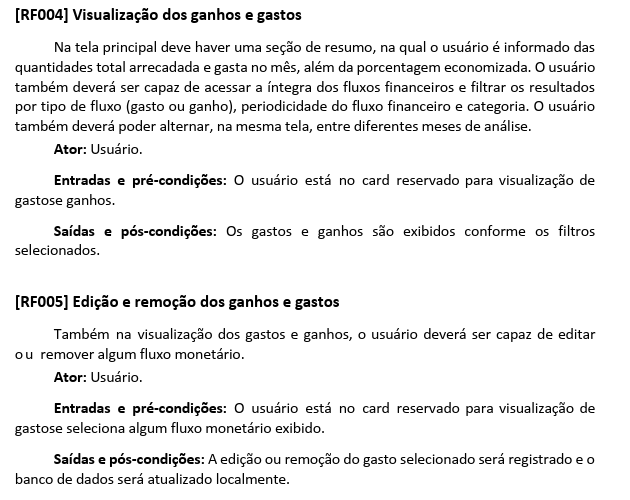 [RF004] Visualização dos ganhos e gastos
Na tela principal deve haver uma seção de resumo, na qual o usuário é informado das
quantidades total arrecadada e gasta no mês, além da porcentagem economizada. O usuário
também deverá ser capaz de acessar a íntegra dos fluxos financeiros e filtrar os resultados
por tipo de fluxo (gasto ou ganho), periodicidade do fluxo financeiro e categoria. O usuário
também deverá poder alternar, na mesma tela, entre diferentes meses de análise.
Ator: Usuário.
Entradas e pré-condições: O usuário está no card reservado para visualização de
gastose ganhos.
Saídas e pós-condições: Os gastos e ganhos são exibidos conforme os filtros
selecionados.
[RF005] Edição e remoção dos ganhos e gastos
Também na visualização dos gastos e ganhos, o usuário deverá ser capaz de editar
ou remover algum fluxo monetário.
Ator: Usuário.
Entradas e pré-condições: O usuário está no card reservado para visualização de
gastose seleciona algum fluxo monetário exibido.
Saídas e pós-condições: A edição ou remoção do gasto selecionado será registrado e o
banco de dados será atualizado localmente.